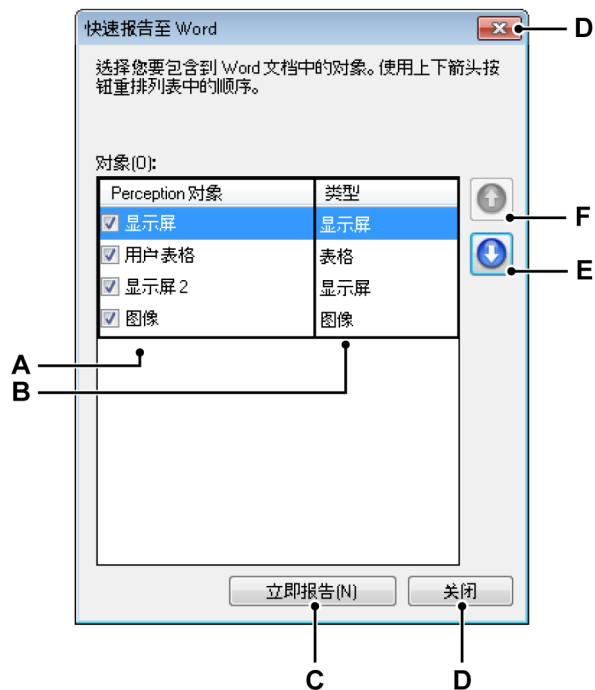 快速报告至 Word
D
选择您要包含到 Word 文档中的对象。使用上下箭头按
钮重排列表中的顺序。
对象(O):
Perception 对象 类型
显示屏 显示屏
F
用户表格 表格
E
显示屏 2 显示屏
图像 图像
A
B
立即报告(N) 关闭
C D